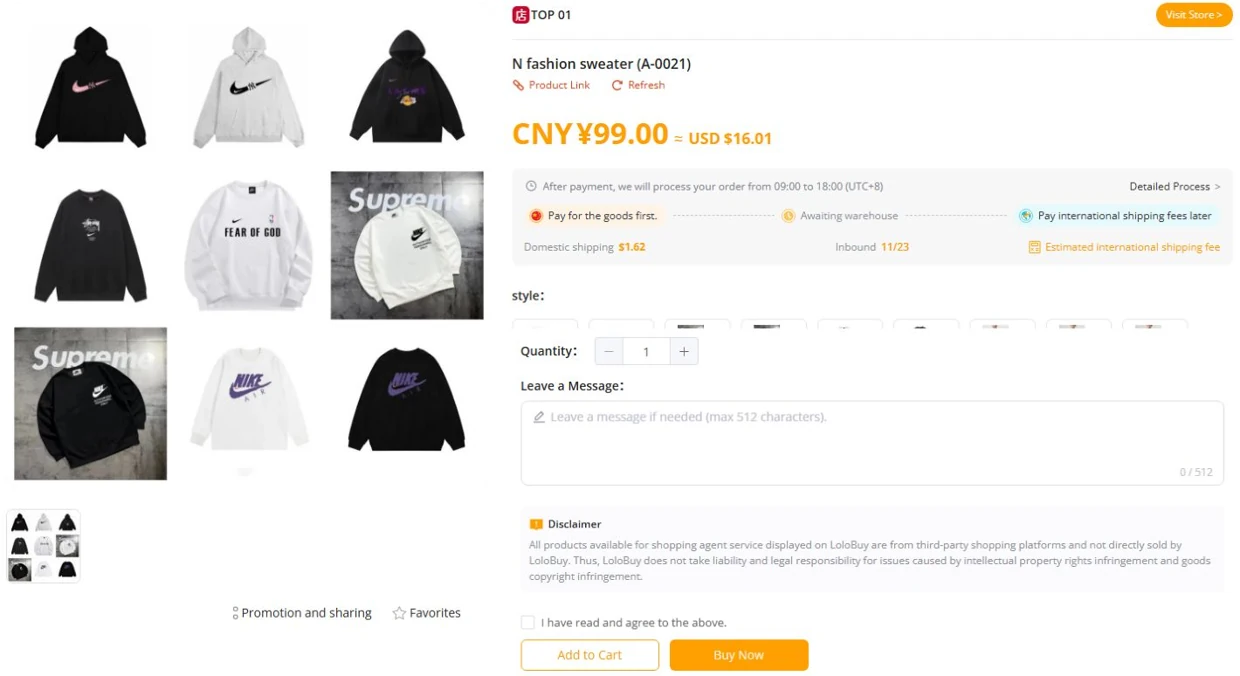 店 TOP 01
Visit Store >
N fashion sweater (A-0021)
Product Link Refresh
CNY ¥99.00 ≈ USD $16.01
After payment, we will process your order from 09:00 to 18:00 (UTC+8) Detailed Process >
Pay for the goods first. Awaiting warehouse Pay international shipping fees later
Domestic shipping $1.62 Inbound 11/23 Estimated international shipping fee
style:
Quantity: − 1 +
Leave a Message:
Leave a message if needed (max 512 characters).
0 / 512
Disclaimer
All products available for shopping agent service displayed on LoloBuy are from third-party shopping platforms and not directly sold by
LoloBuy. Thus, LoloBuy does not take liability and legal responsibility for issues caused by intellectual property rights infringement and goods
copyright infringement.
I have read and agree to the above.
Add to Cart Buy Now
FEAR OF GOD
Supreme
Supreme
NIKE
AIR
NIKE
AIR
Promotion and sharing Favorites